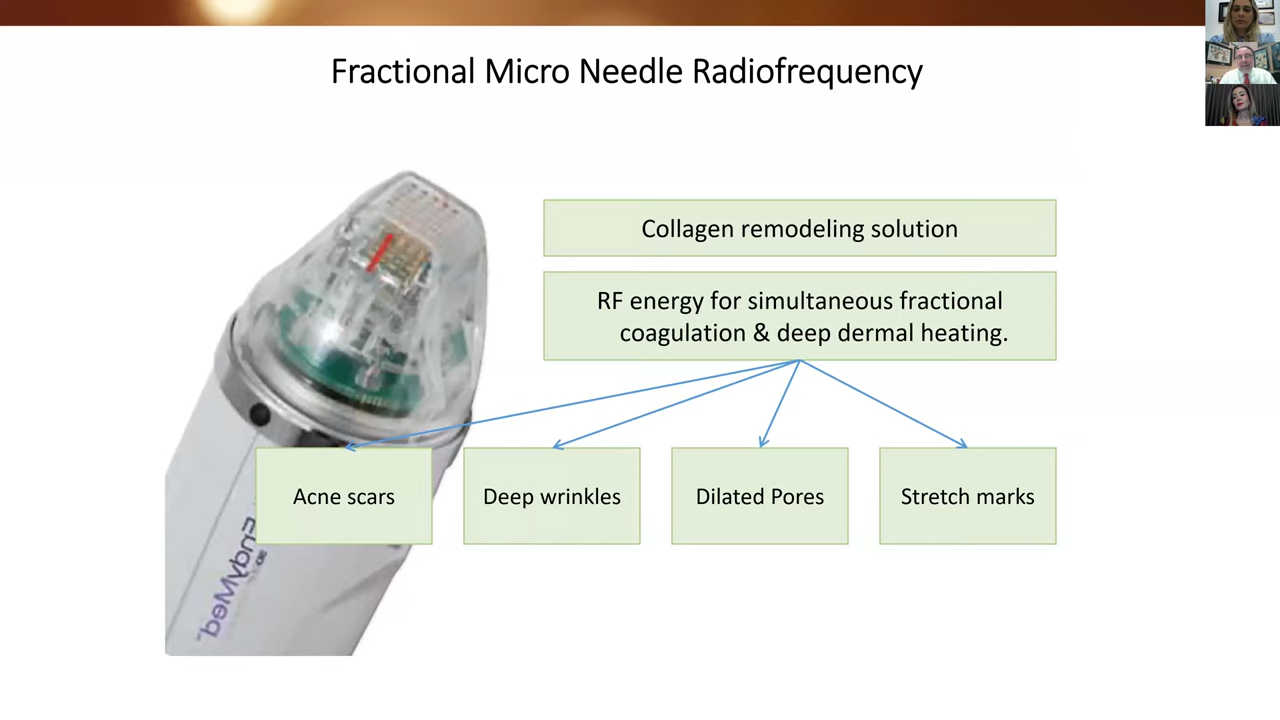 Fractional Micro Needle Radiofrequency
Collagen remodeling solution
RF energy for simultaneous fractional
coagulation & deep dermal heating.
Acne scars
Deep wrinkles
Dilated Pores
Stretch marks
EndyMed